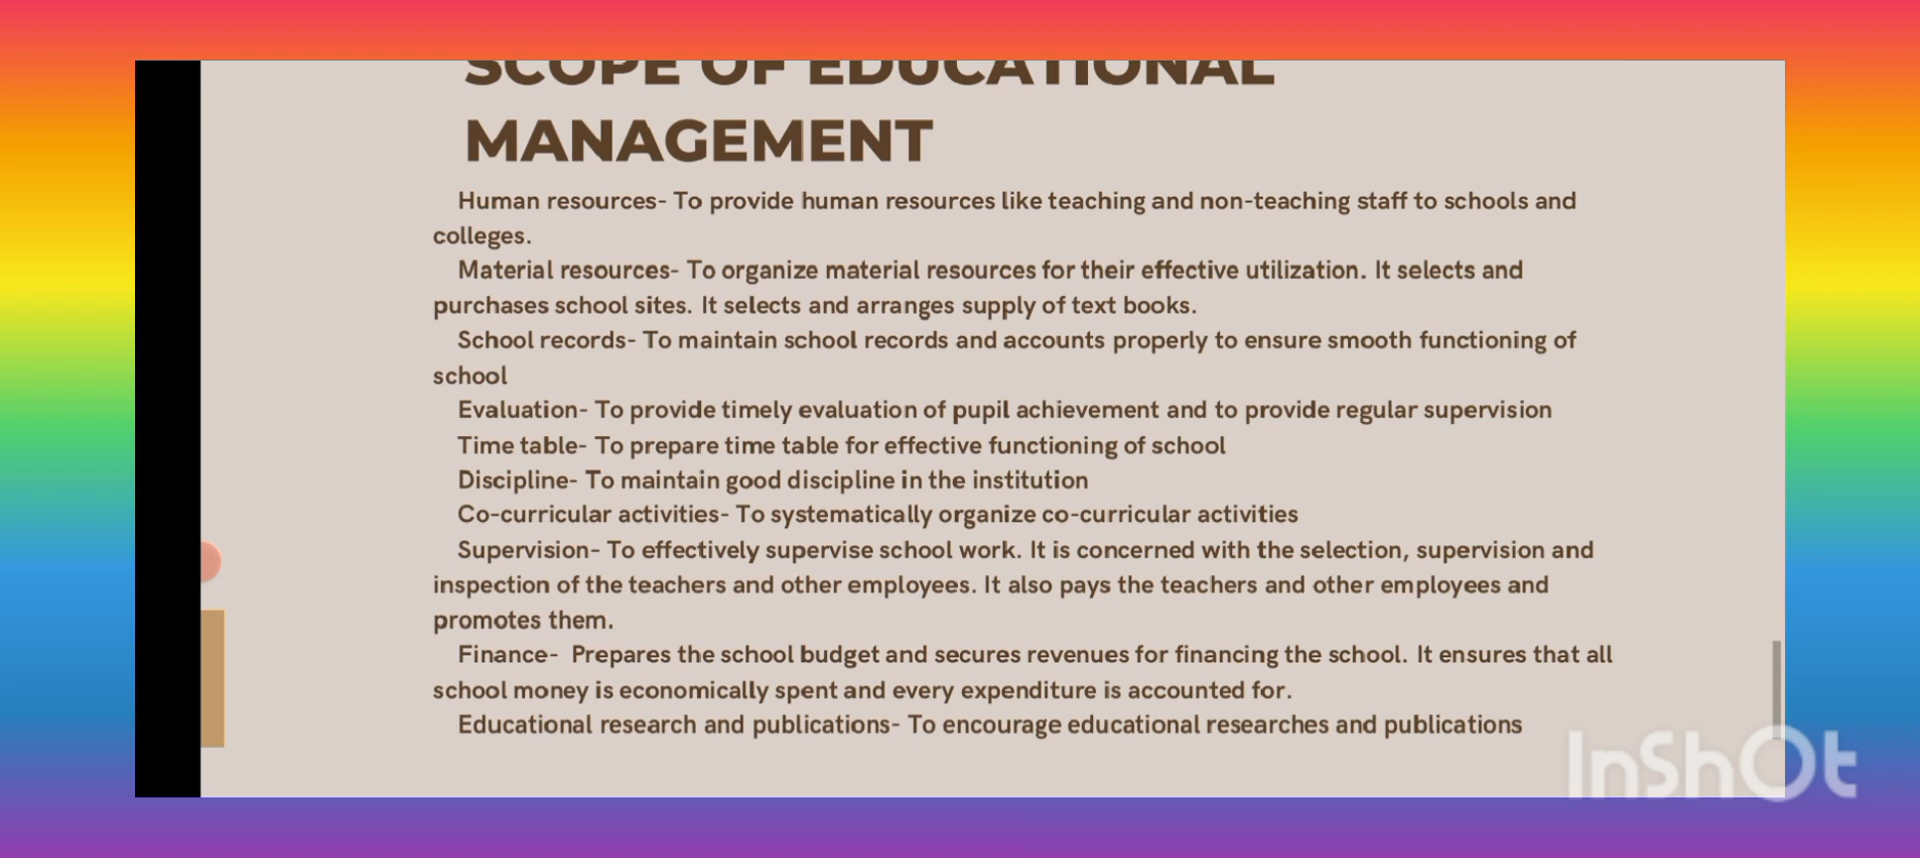 SCOPE OF EDUCATIONAL
MANAGEMENT
Human resources- To provide human resources like teaching and non-teaching staff to schools and
colleges.
Material resources- To organize material resources for their effective utilization. It selects and
purchases school sites. It selects and arranges supply of text books.
School records- To maintain school records and accounts properly to ensure smooth functioning of
school
Evaluation- To provide timely evaluation of pupil achievement and to provide regular supervision
Time table- To prepare time table for effective functioning of school
Discipline- To maintain good discipline in the institution
Co-curricular activities- To systematically organize co-curricular activities
Supervision- To effectively supervise school work. It is concerned with the selection, supervision and
inspection of the teachers and other employees. It also pays the teachers and other employees and
promotes them.
Finance-  Prepares the school budget and secures revenues for financing the school. It ensures that all
school money is economically spent and every expenditure is accounted for.
Educational research and publications- To encourage educational researches and publications
InShOt